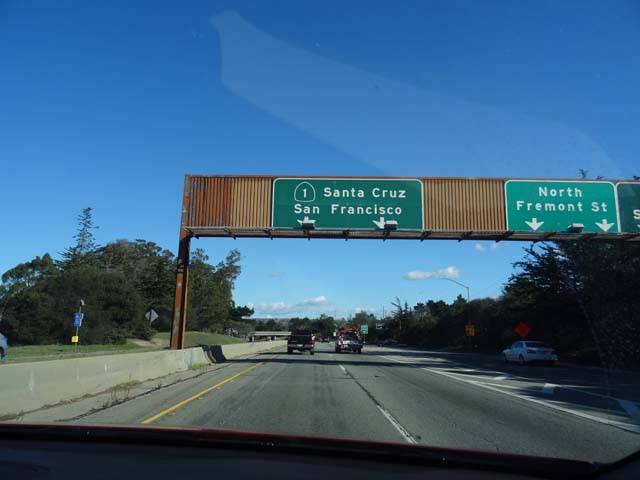 1 Santa Cruz
San Francisco
North
Fremont St
S